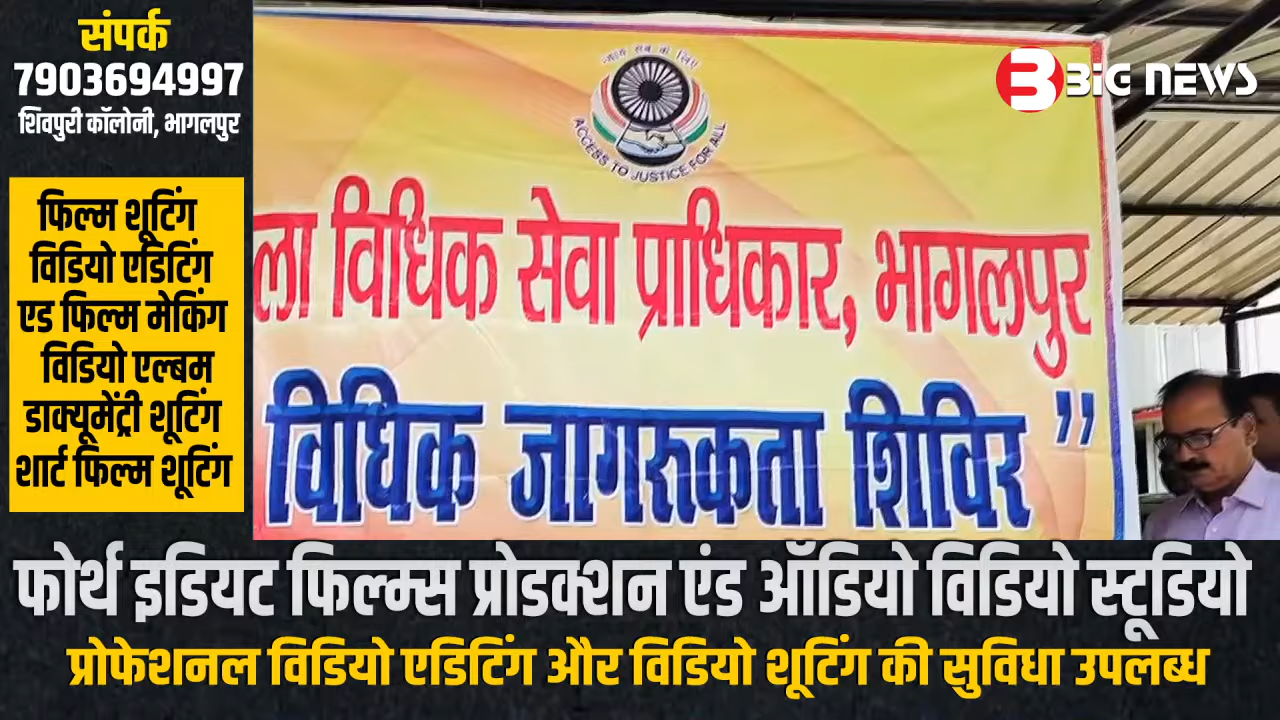 संपर्क
7903694997
शिवपुरी कॉलोनी, भागलपुर
फिल्म शूटिंग
विडियो एडिटिंग
एड फिल्म मेकिंग
विडियो एल्बम
डाक्यूमेंट्री शूटिंग
शार्ट फिल्म शूटिंग
BIG NEWS
न्याय सब के लिए
ACCESS TO JUSTICE FOR ALL
ला विधिक सेवा प्राधिकार, भागलपुर
विधिक जागरूकता शिविर ”
फोर्थ इडियट फिल्म्स प्रोडक्शन एंड ऑडियो विडियो स्टूडियो
प्रोफेशनल विडियो एडिटिंग और विडियो शूटिंग की सुविधा उपलब्ध